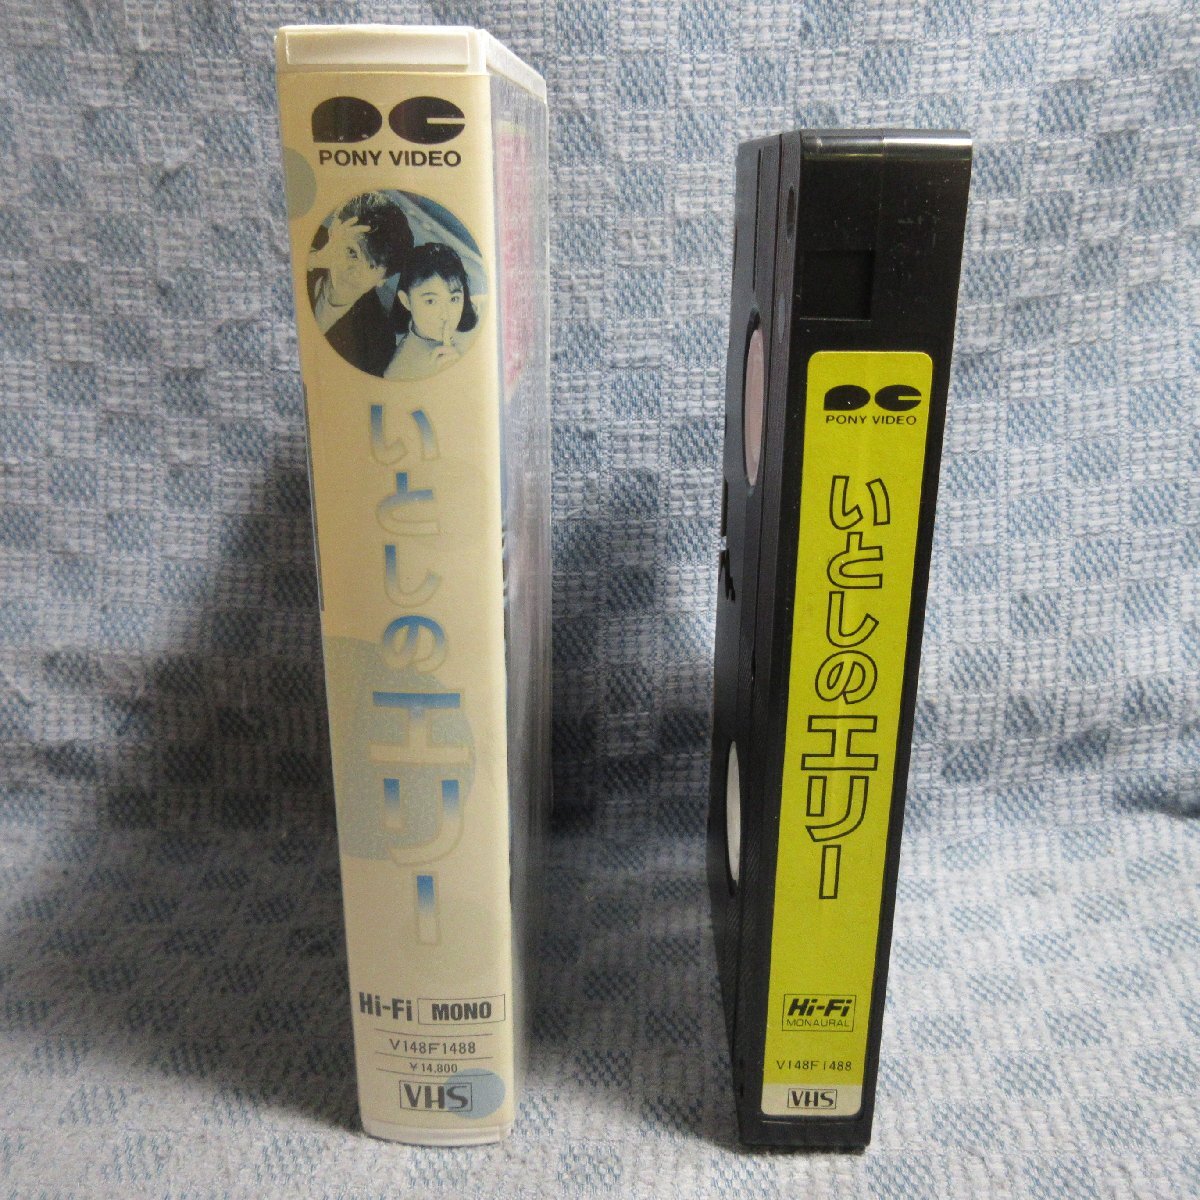 PONY VIDEO
いとしのエリー
Hi-Fi MONO
V148F1488
¥14,800
VHS
PONY VIDEO
いとしのエリー
Hi-Fi
MONAURAL
V148F1488
VHS